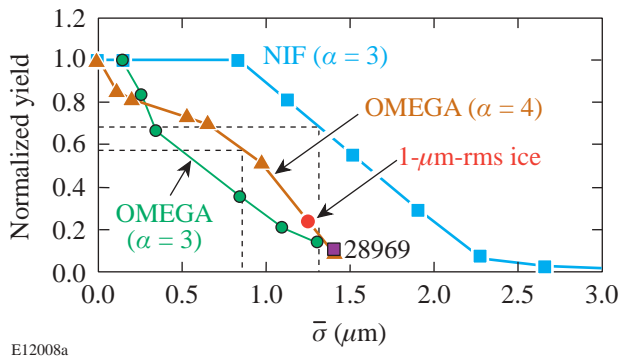 1.0
0.8
0.6
0.4
0.2
0.0
Normalized yield
NIF (α = 3)
OMEGA
(α = 4)
1-μm-rms ice
OMEGA
(α = 3)
28969
0.0 0.5 1.0 1.5 2.0 2.5 3.0
σ̅ (μm)
E12008a